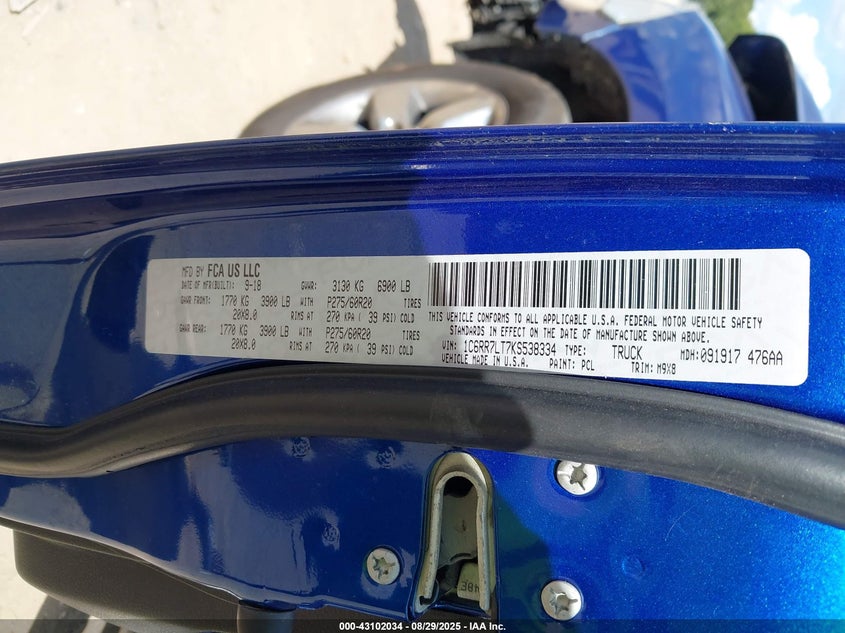 MFD BY FCA US LLC
DATE OF MFR(BUILT): 9-18 GVWR: 3130 KG 6900 LB
GAWR FRONT: 1770 KG 3900 LB WITH P275/60R20 TIRES
20X8.0 RIMS AT 270 KPA ( 39 PSI) COLD
GAWR REAR: 1770 KG 3900 LB WITH P275/60R20 TIRES
20X8.0 RIMS AT 270 KPA ( 39 PSI) COLD
THIS VEHICLE CONFORMS TO ALL APPLICABLE U.S.A. FEDERAL MOTOR VEHICLE SAFETY
STANDARDS IN EFFECT ON THE DATE OF MANUFACTURE SHOWN ABOVE.
VIN: 1C6RR7LT7KS538334 TYPE: TRUCK MDH: 091917 476AA
VEHICLE MADE IN U.S.A. PAINT: PCL TRIM: M9X8
000-43102034 - 08/29/2025 - IAA Inc.